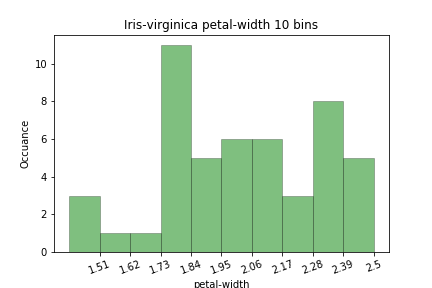 Iris-virginica petal-width 10 bins
Occuance
10
8
6
4
2
0
1.51 1.62 1.73 1.84 1.95 2.06 2.17 2.28 2.39 2.5
petal-width